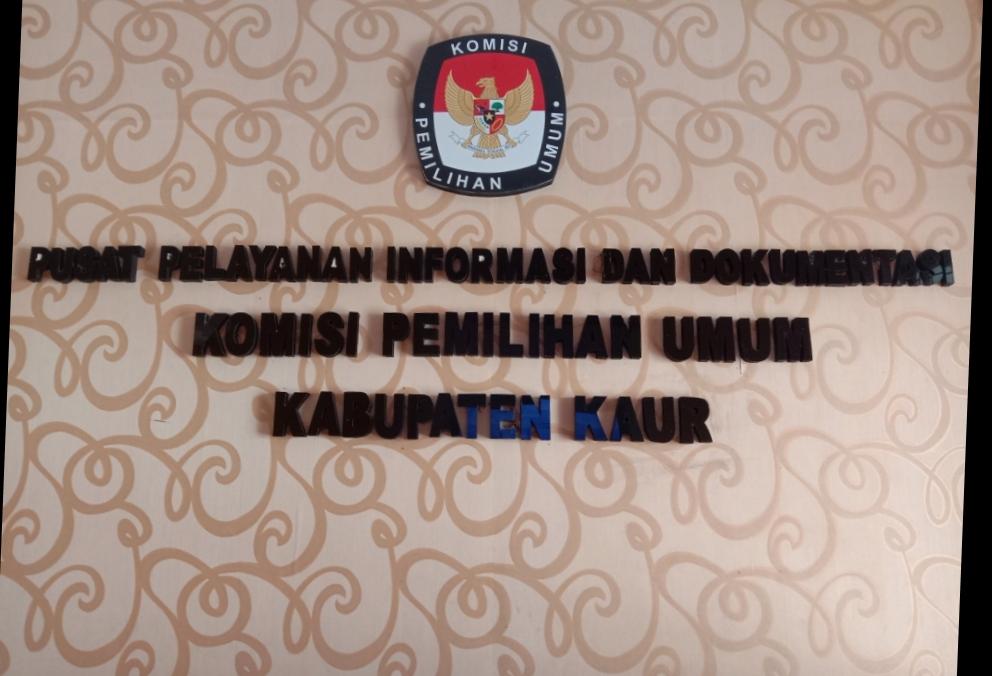 KOMISI
PEMILIHAN UMUM
PUSAT PELAYANAN INFORMASI DAN DOKUMENTASI
KOMISI PEMILIHAN UMUM
KABUPATEN KAUR